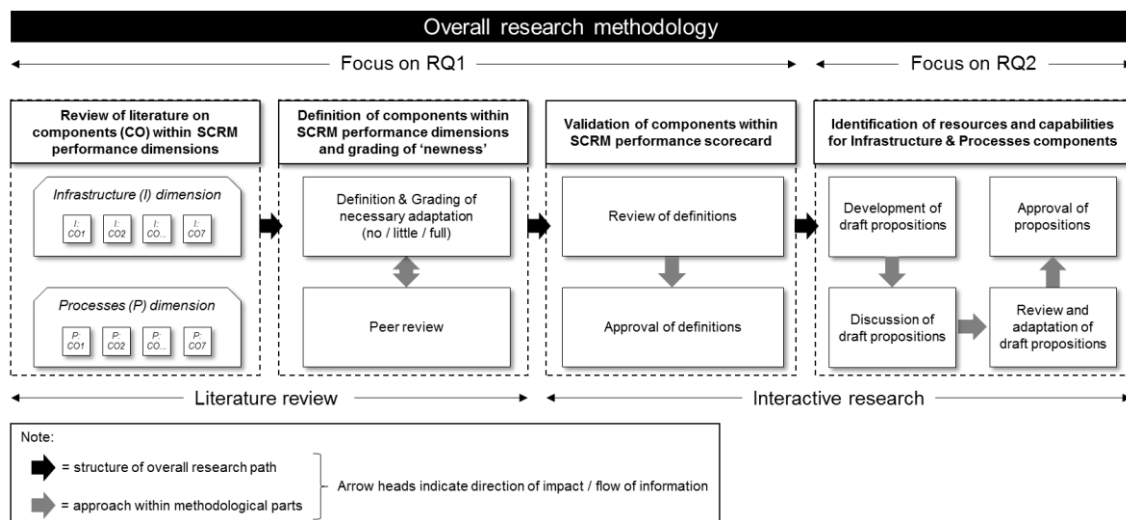 Overall research methodology
Focus on RQ1
Focus on RQ2
Review of literature on
components (CO) within SCRM
performance dimensions
Infrastructure (I) dimension
I:
CO1
I:
CO2
I:
CO...
I:
CO7
Processes (P) dimension
P:
CO1
P:
CO2
P:
CO...
P:
CO7
Definition of components within
SCRM performance dimensions
and grading of ‘newness’
Definition & Grading of
necessary adaptation
(no / little / full)
Peer review
Validation of components within
SCRM performance scorecard
Review of definitions
Approval of definitions
Identification of resources and capabilities
for Infrastructure & Processes components
Development of
draft propositions
Discussion of
draft propositions
Review and
adaptation of
draft propositions
Approval of
propositions
Literature review
Interactive research
Note:
= structure of overall research path
= approach within methodological parts
Arrow heads indicate direction of impact / flow of information